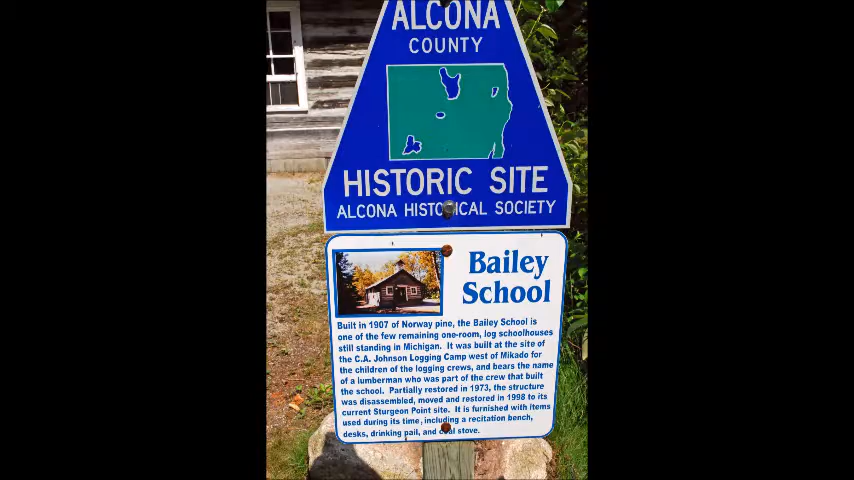 ALCONA
COUNTY
HISTORIC SITE
ALCONA HISTORICAL SOCIETY
Bailey
School
Built in 1907 of Norway pine, the Bailey School is
one of the few remaining one-room, log schoolhouses
still standing in Michigan. It was built at the site of
the C.A. Johnson Logging Camp west of Mikado for
the children of the logging crews, and bears the name
of a lumberman who was part of the crew that built
the school. Partially restored in 1973, the structure
was disassembled, moved and restored in 1998 to its
current Sturgeon Point site. It is furnished with items
used during its time, including a recitation bench,
desks, drinking pail, and coal stove.